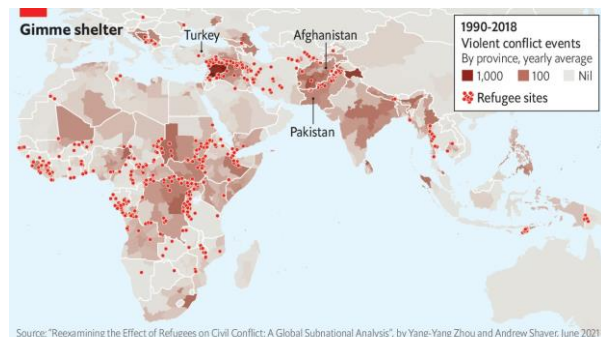 Gimme shelter
Turkey
Afghanistan
Pakistan
1990-2018
Violent conflict events
By province, yearly average
1,000 100 Nil
Refugee sites
Source: "Reexamining the Effect of Refugees on Civil Conflict: A Global Subnational Analysis", by Yang-Yang Zhou and Andrew Shaver, June 2021